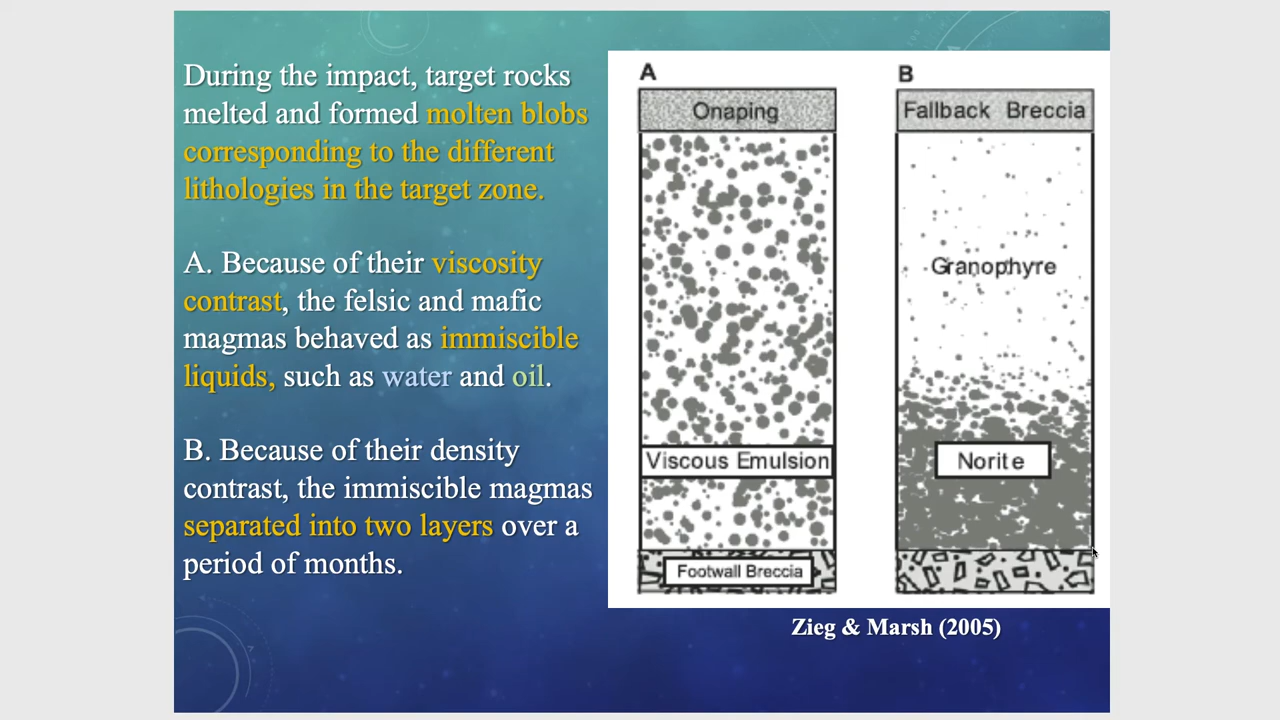 During the impact, target rocks
melted and formed molten blobs
corresponding to the different
lithologies in the target zone.
A. Because of their viscosity
contrast, the felsic and mafic
magmas behaved as immiscible
liquids, such as water and oil.
B. Because of their density
contrast, the immiscible magmas
separated into two layers over a
period of months.
A
Onaping
Viscous Emulsion
Footwall Breccia
B
Fallback Breccia
Granophyre
Norite
Zieg & Marsh (2005)